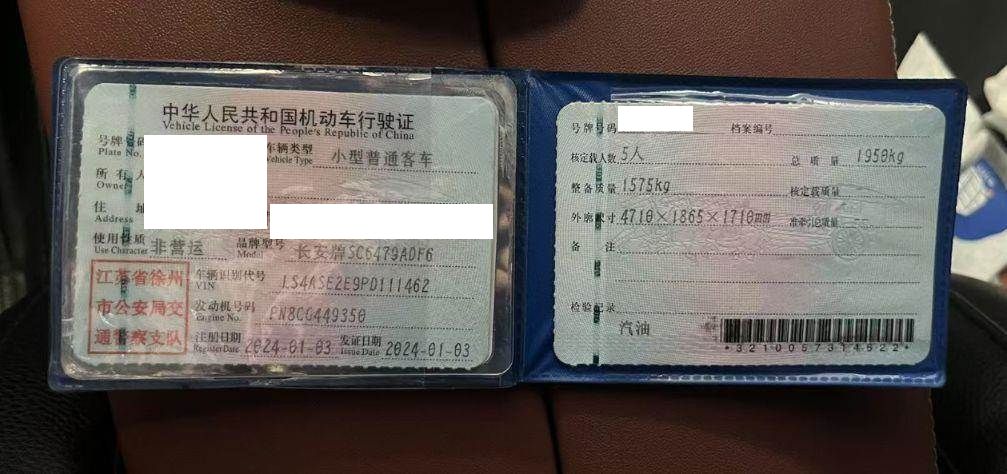 中华人民共和国机动车行驶证
Vehicle License of the People's Republic of China
号牌号码 车辆类型 小型普通客车
Plate No. Vehicle Type
所有人
Owner
住址
Address
使用性质 非营运 品牌型号 长安牌SC6479ADF6
Use Character Model
江苏省徐州
市公安局交
通警察支队
车辆识别代号 LS4ASE2E9PD111462
VIN
发动机号码 PN8CC449350
Engine No.
注册日期 2024-01-03 发证日期 2024-01-03
Register Date Issue Date
号牌号码 档案编号
核定载人数 5人 总质量 1950kg
整备质量 1575kg 核定载质量
外廓尺寸 4710×1865×1710mm 准牵引总质量
备注
检验记录
汽油
*3210057314522*